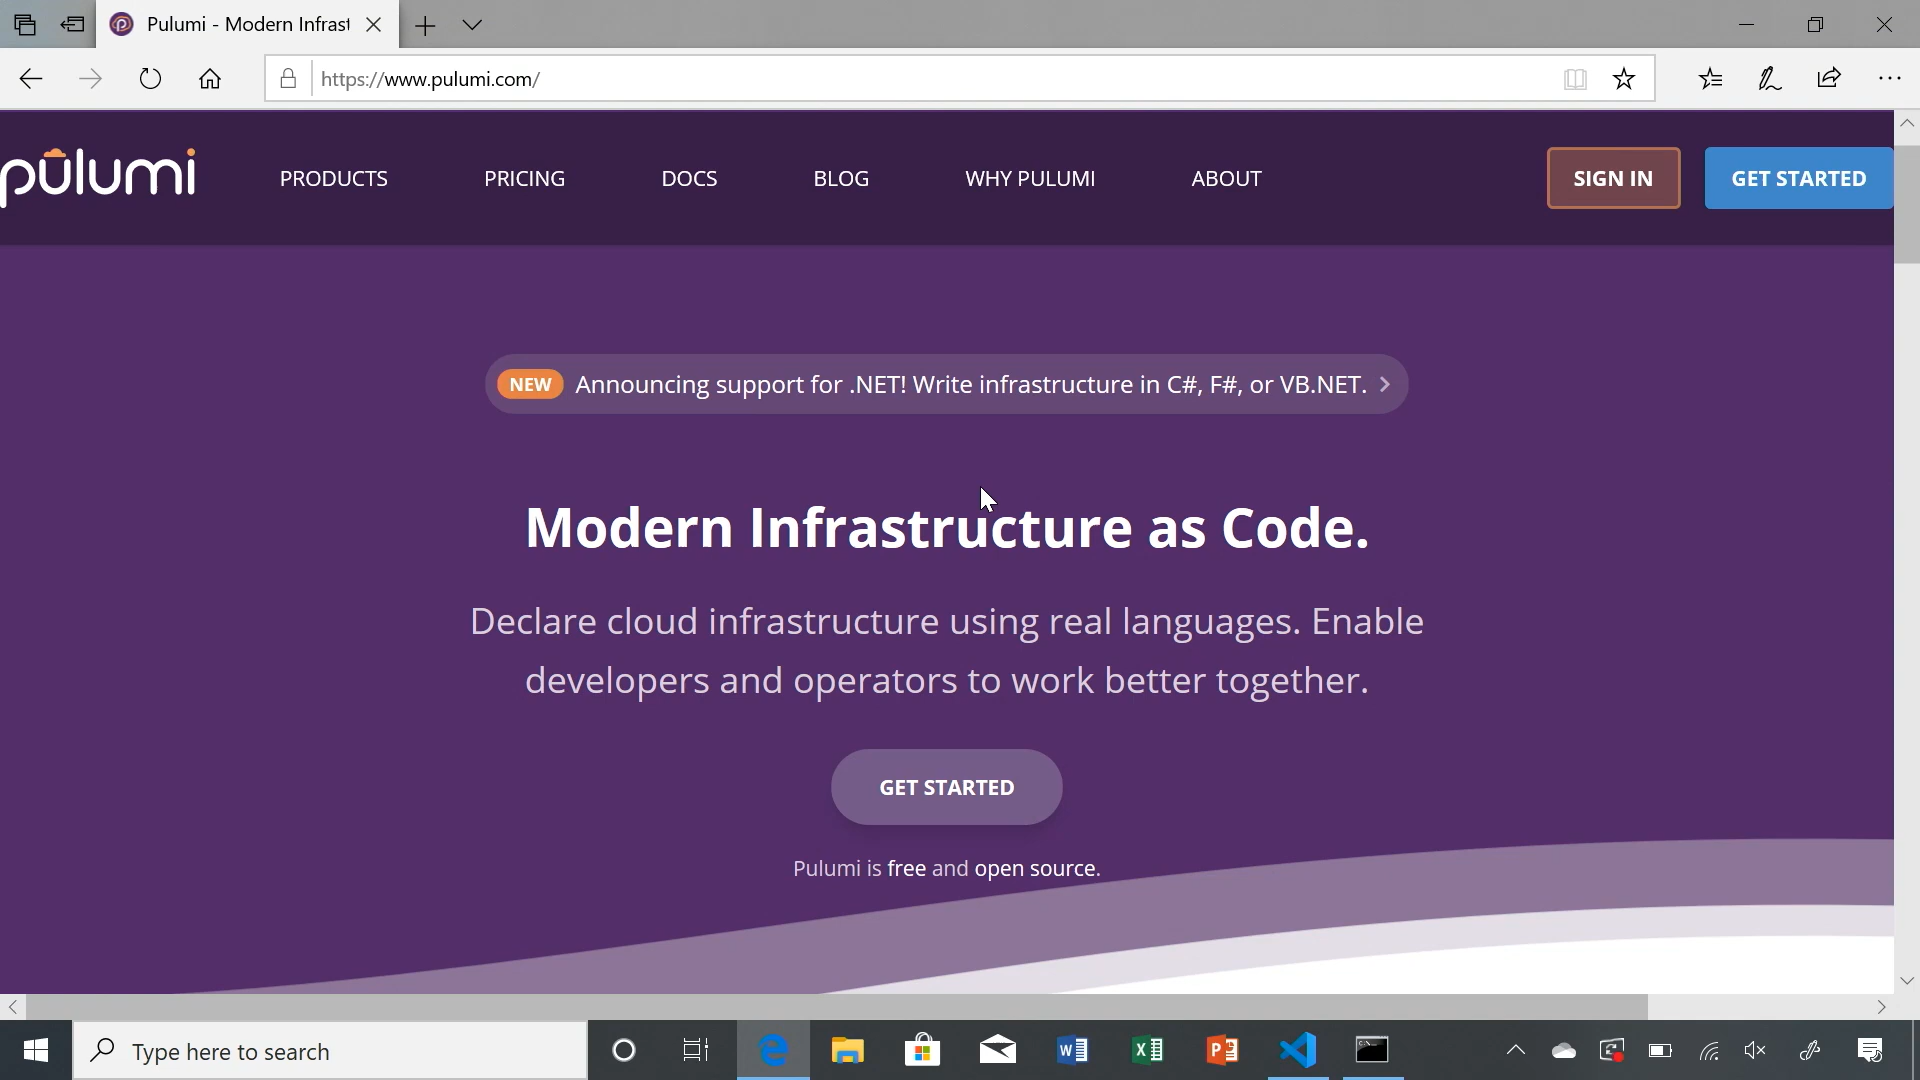 Pulumi - Modern Infrast
https://www.pulumi.com/
pulumi
PRODUCTS
PRICING
DOCS
BLOG
WHY PULUMI
ABOUT
SIGN IN
GET STARTED
NEW Announcing support for .NET! Write infrastructure in C#, F#, or VB.NET.
Modern Infrastructure as Code.
Declare cloud infrastructure using real languages. Enable
developers and operators to work better together.
GET STARTED
Pulumi is free and open source.
Type here to search